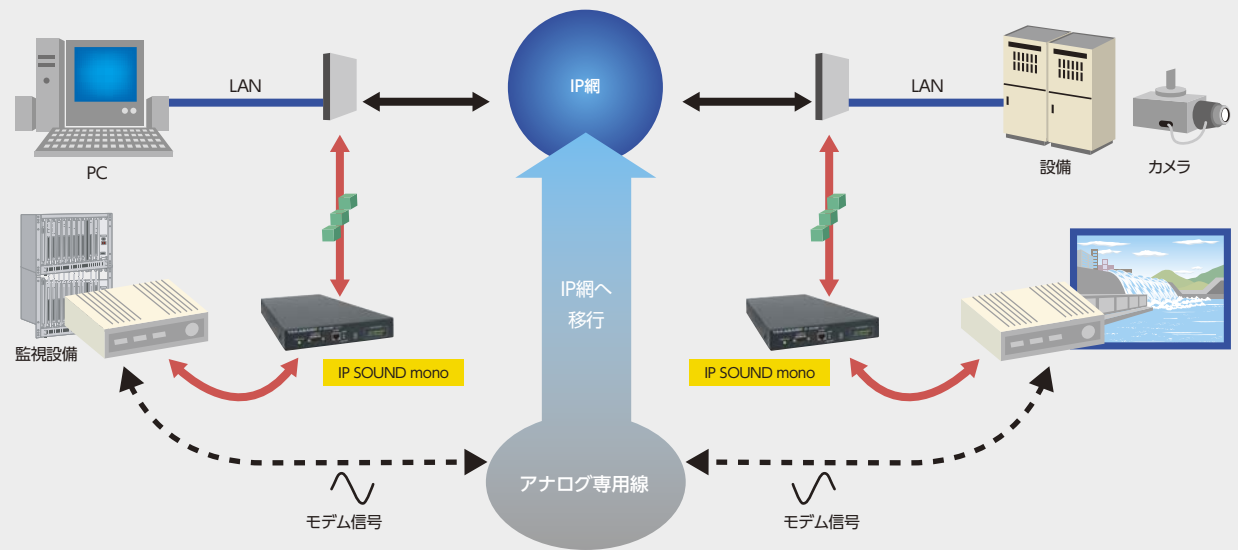 LAN
IP網
LAN
PC
設備
カメラ
IP網へ
移行
監視設備
IP SOUND mono
IP SOUND mono
アナログ専用線
モデム信号
モデム信号